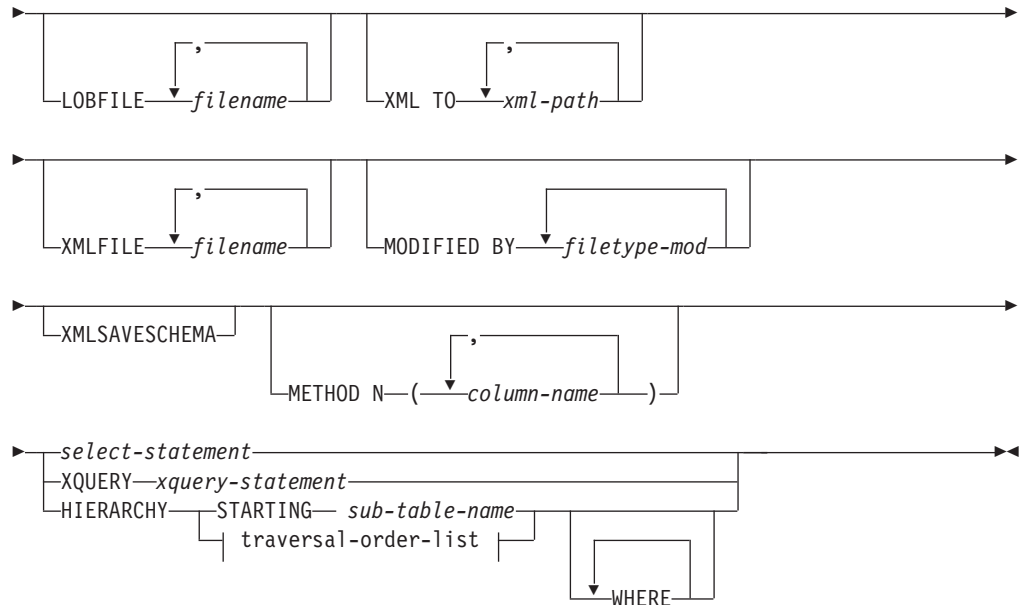 , ,
LOBFILE filename XML TO xml-path
, 
XMLFILE filename MODIFIED BY filetype-mod
XMLSAVESCHEMA ,
METHOD N ( column-name )
select-statement
XQUERY xquery-statement
HIERARCHY STARTING sub-table-name
traversal-order-list
WHERE